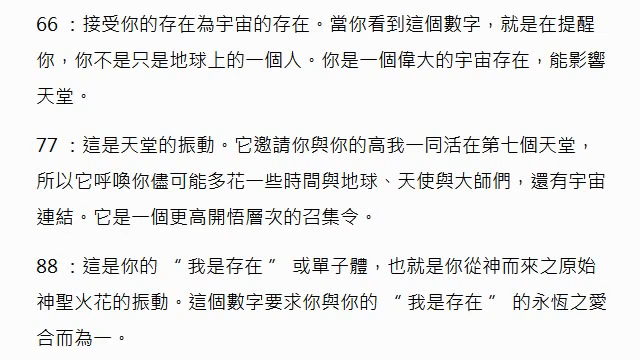 66 ：接受你的存在為宇宙的存在。當你看到這個數字，就是在提醒
你，你不是只是地球上的一個人。你是一個偉大的宇宙存在，能影響
天堂。
77 ：這是天堂的振動。它邀請你與你的高我一同活在第七個天堂，
所以它呼喚你儘可能多花一些時間與地球、天使與大師們，還有宇宙
連結。它是一個更高開悟層次的召集令。
88 ：這是你的 “ 我是存在 ” 或單子體，也就是你從神而來之原始
神聖火花的振動。這個數字要求你與你的 “ 我是存在 ” 的永恆之愛
合而為一。